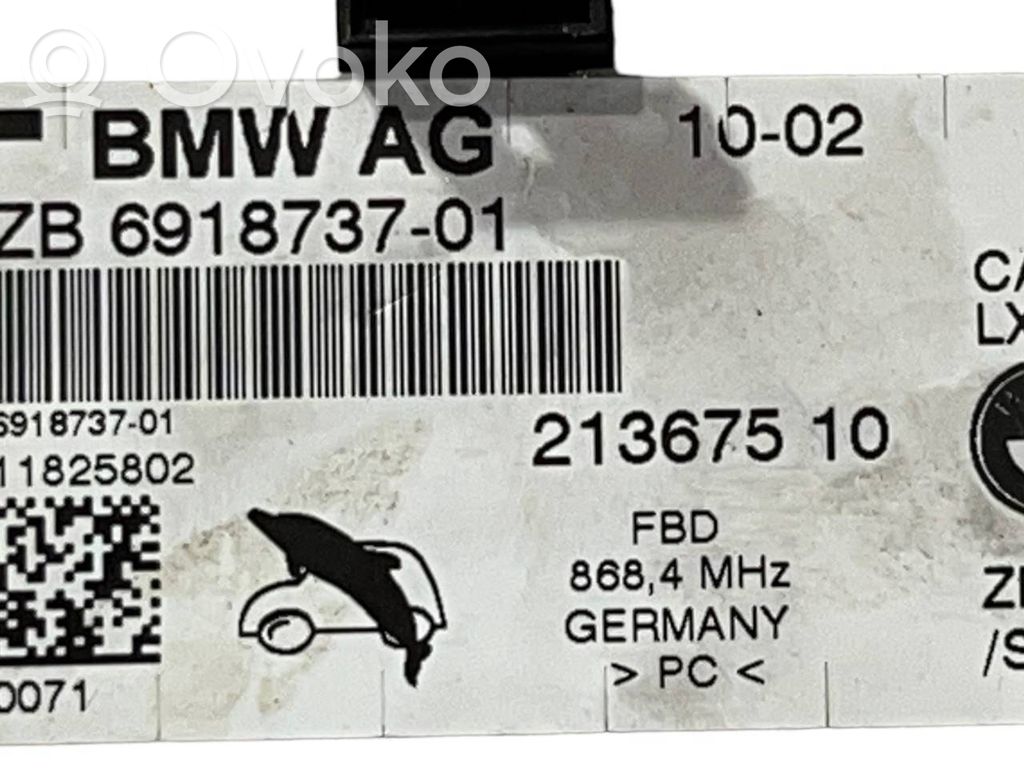 Ovoko
BMW AG
10-02
ZB 6918737-01
6918737-01
11825802
213675 10
FBD
868,4 MHz
GERMANY
> PC <
0071